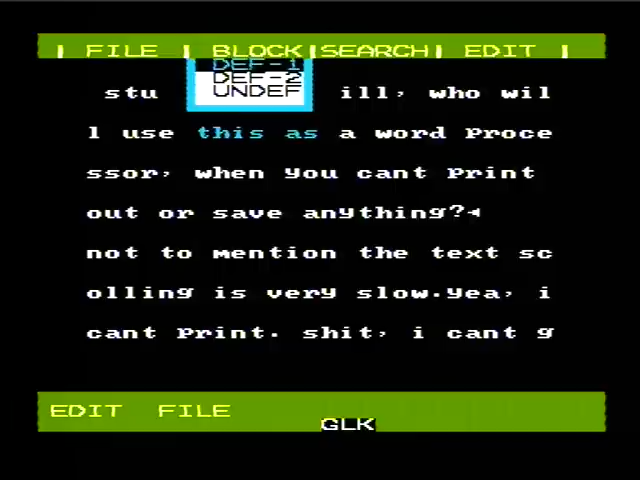 | FILE | BLOCK|SEARCH| EDIT |
DEF-1
DEF-2
UNDEF
stu ill, who wil
l use this as a word Proce
ssor, when you cant Print
out or save anything?
not to mention the text sc
olling is very slow.Yea, i
cant Print. shit, i cant g
EDIT FILE
GLK